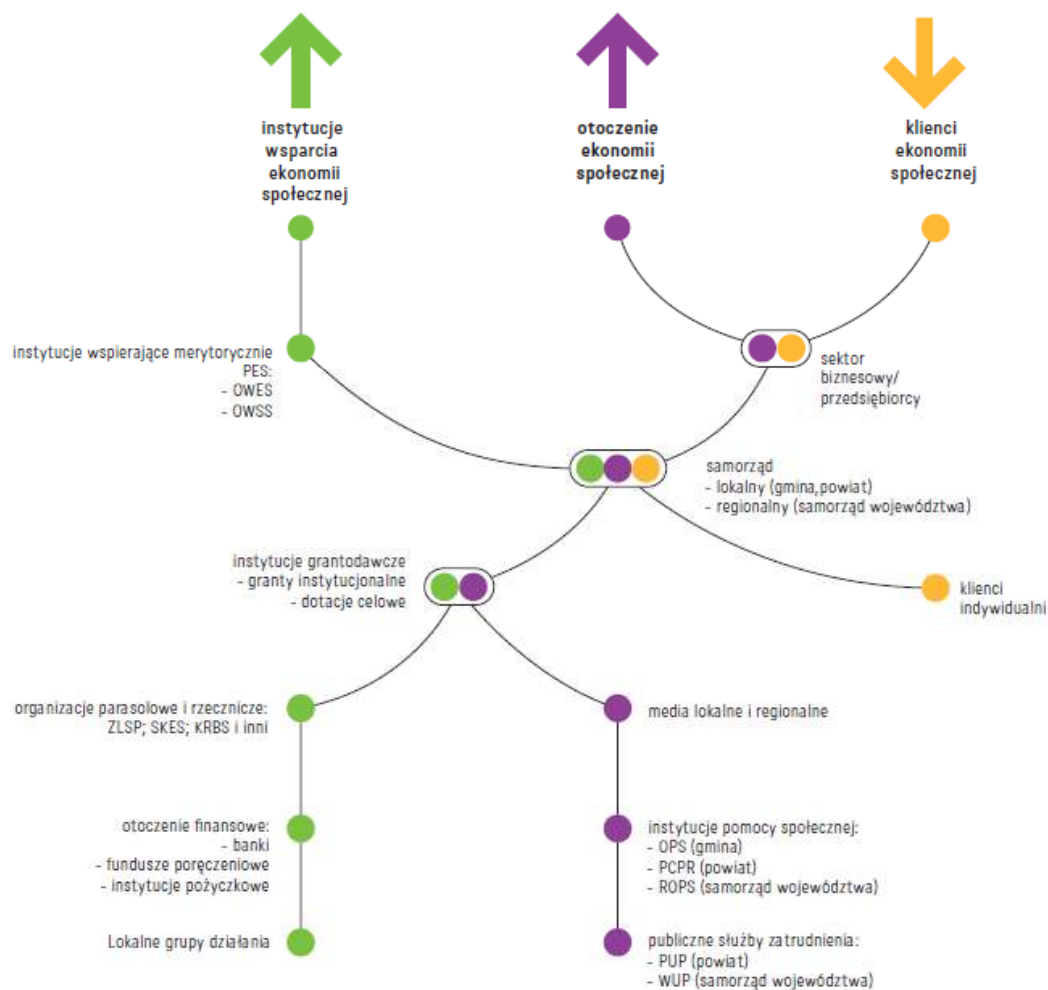 instytucje
wsparcia
ekonomii
społecznej
otoczenie
ekonomii
społecznej
klienci
ekonomii
społecznej
instytucje wspierające merytorycznie
PES:
- OWES
- OWSS
sektor
biznesowy/
przedsiębiorcy
samorząd
- lokalny (gmina,powiat)
- regionalny (samorząd województwa)
instytucje grantodawcze
- granty instytucjonalne
- dotacje celowe
klienci
indywidualni
organizacje parasolowe i rzecznicze:
ZLSP; SKES; KRBS i inni
media lokalne i regionalne
otoczenie finansowe:
- banki
- fundusze poręczeniowe
- instytucje pożyczkowe
instytucje pomocy społecznej:
- OPS (gmina)
- PCPR (powiat)
- ROPS (samorząd województwa)
Lokalne grupy działania
publiczne służby zatrudnienia:
- PUP (powiat)
- WUP (samorząd województwa)